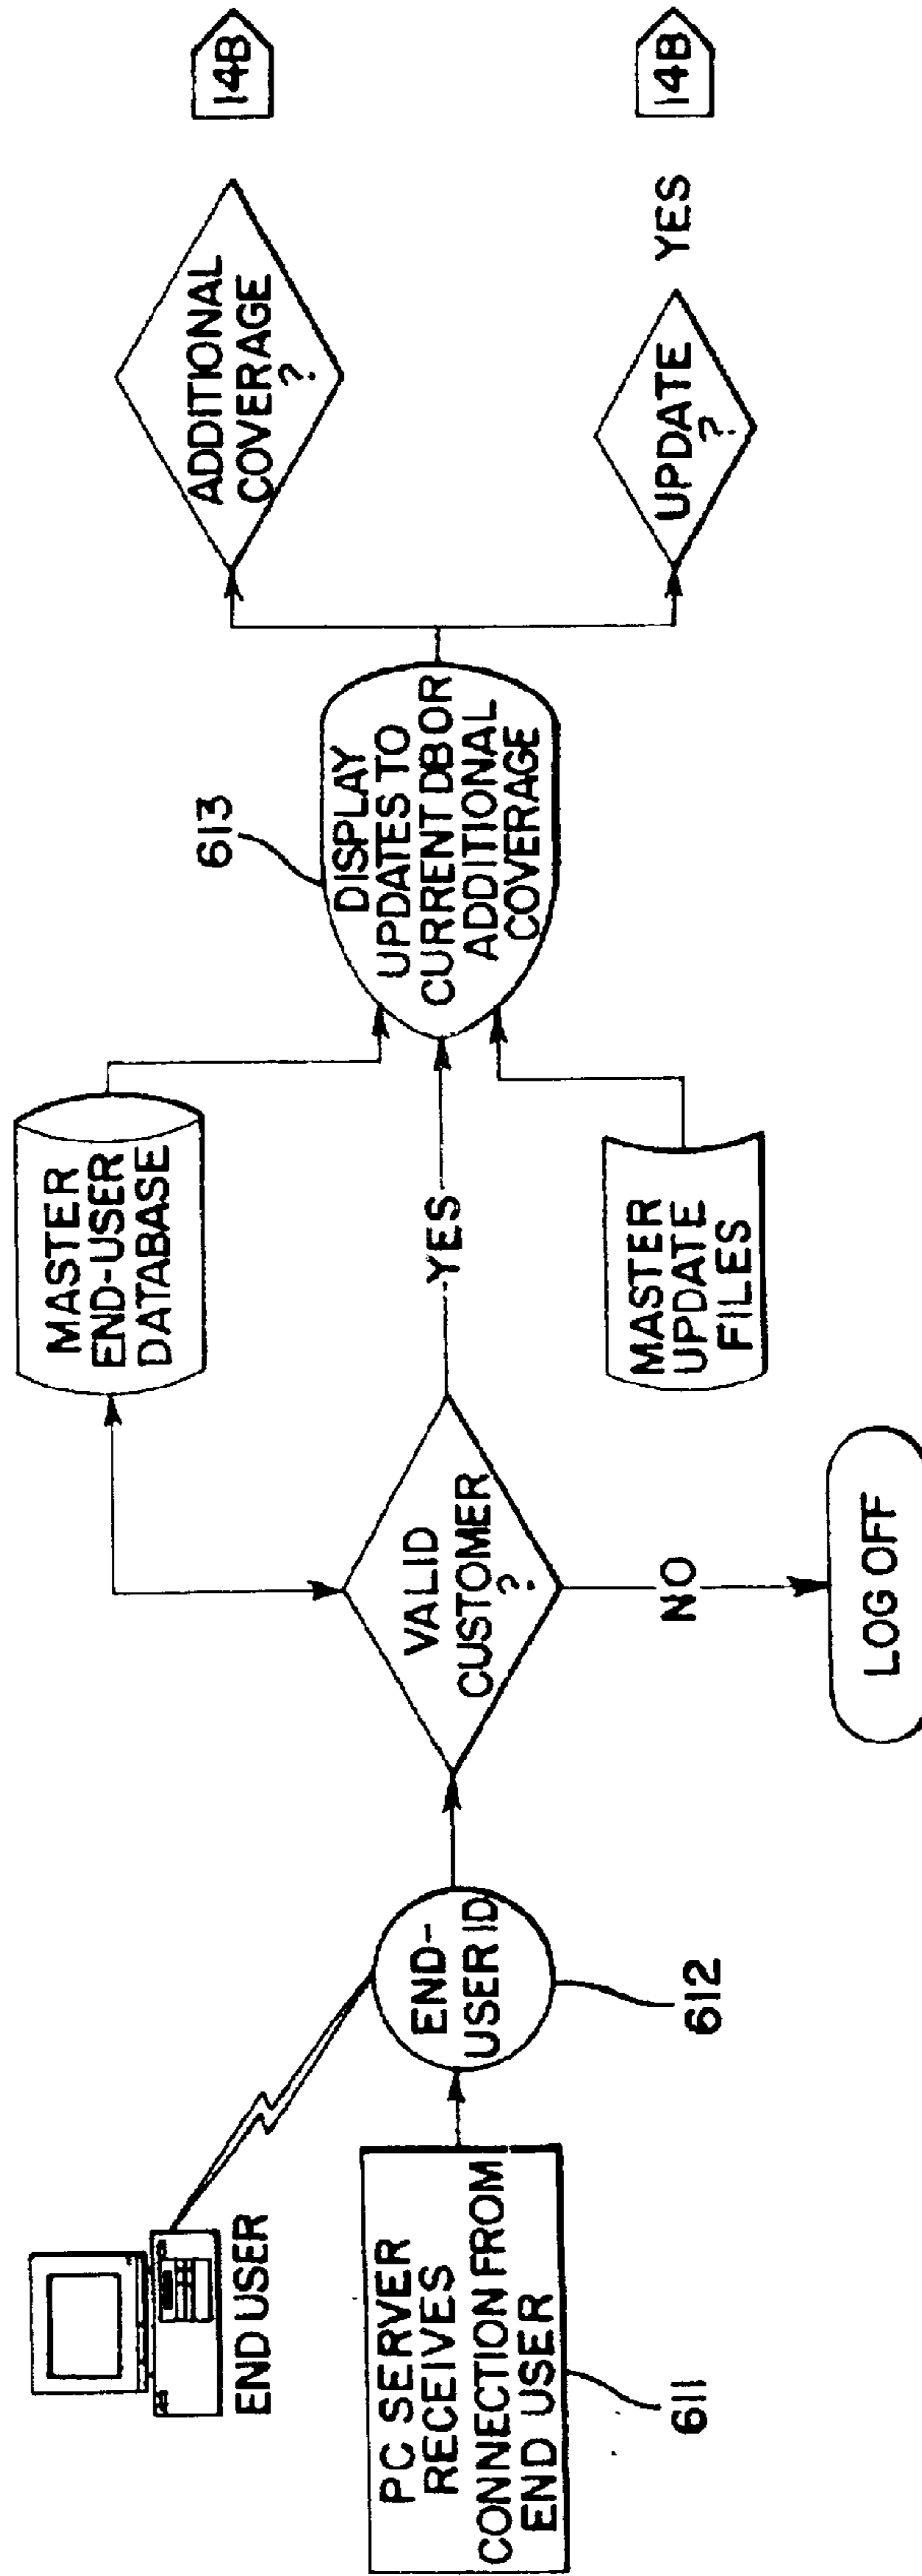 END USER
PC SERVER
RECEIVES
CONNECTION FROM
END USER
611
END-
USER ID
612
VALID
CUSTOMER
?
NO
LOG OFF
YES
MASTER
END-USER
DATABASE
MASTER
UPDATE
FILES
613
DISPLAY
UPDATES TO
CURRENT DB OR
ADDITIONAL
COVERAGE
ADDITIONAL
COVERAGE
?
14B
UPDATE
?
YES
14B